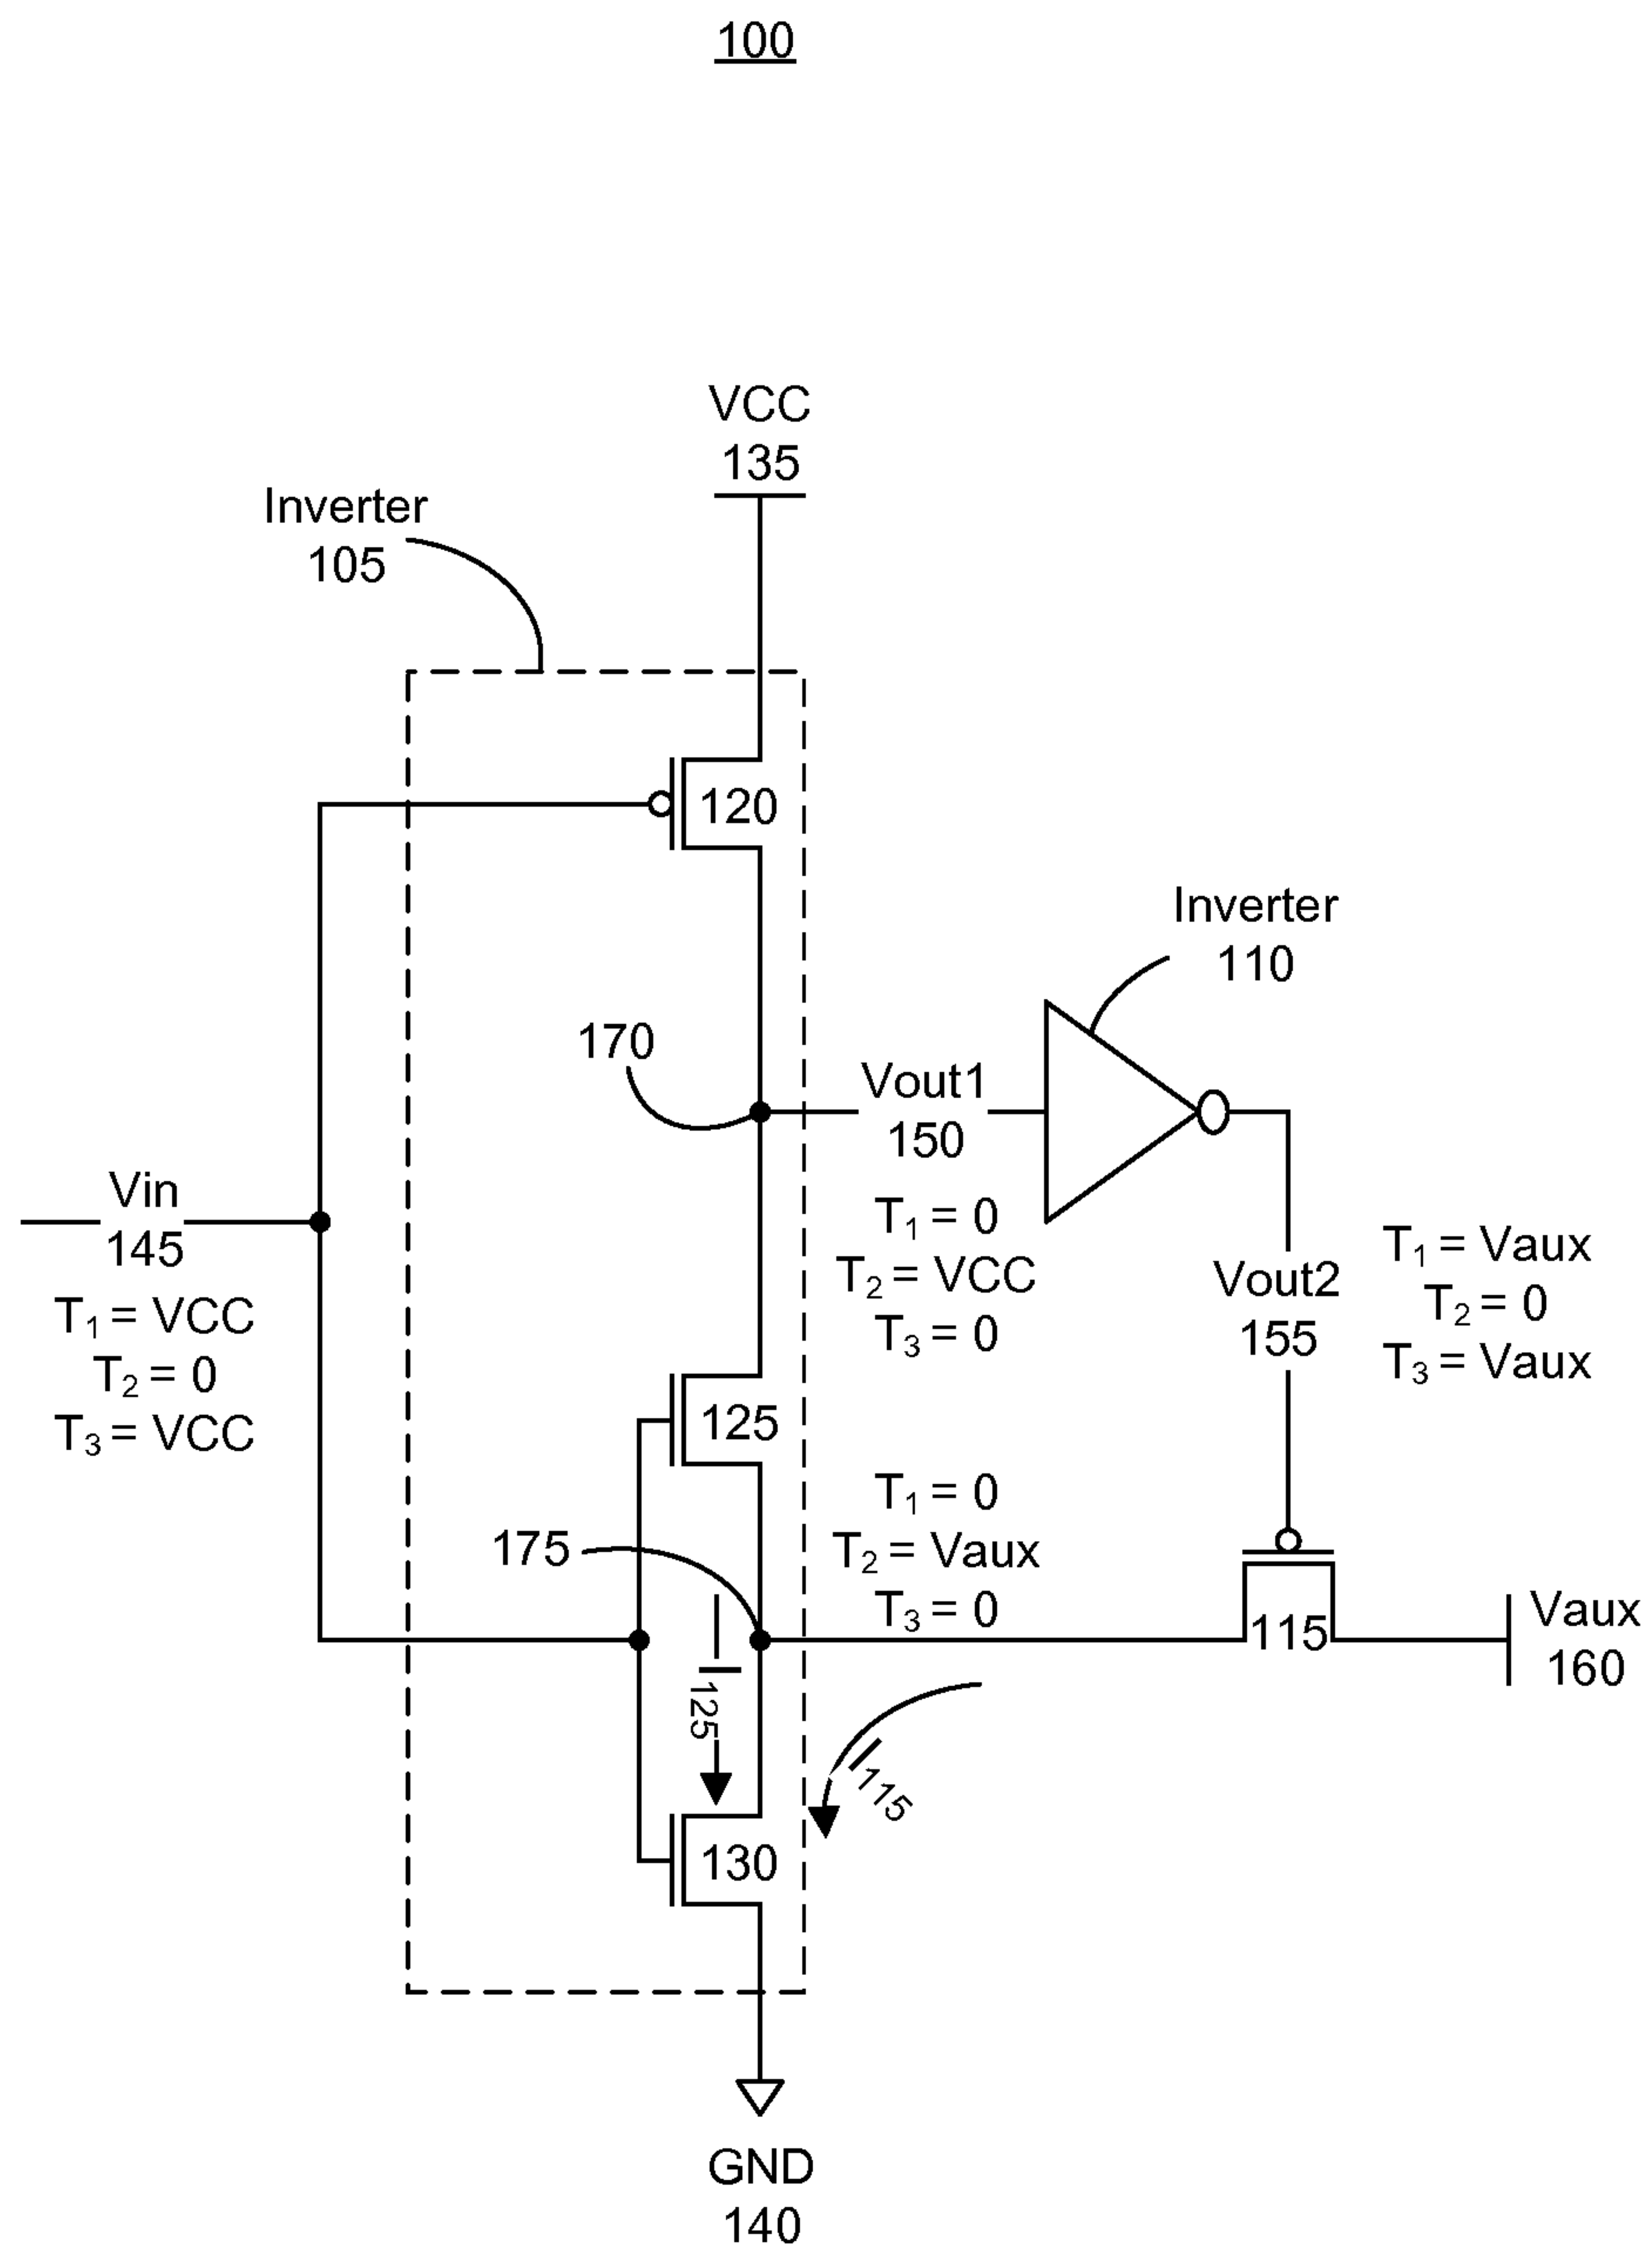 100
VCC
135
Inverter
105
120
Inverter
110
170
Vout1
150
T1 = 0
T2 = VCC
T3 = 0
Vin
145
T1 = VCC
T2 = 0
T3 = VCC
Vout2
155
T1 = Vaux
T2 = 0
T3 = Vaux
125
175
T1 = 0
T2 = Vaux
T3 = 0
115
Vaux
160
I125
I115
130
GND
140